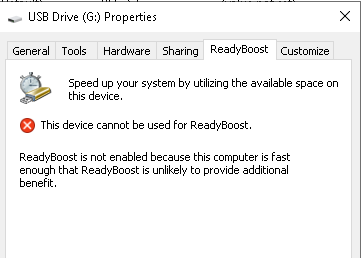 USB Drive (G:) Properties
General Tools Hardware Sharing ReadyBoost Customize
Speed up your system by utilizing the available space on
this device.
This device cannot be used for ReadyBoost.
ReadyBoost is not enabled because this computer is fast
enough that ReadyBoost is unlikely to provide additional
benefit.